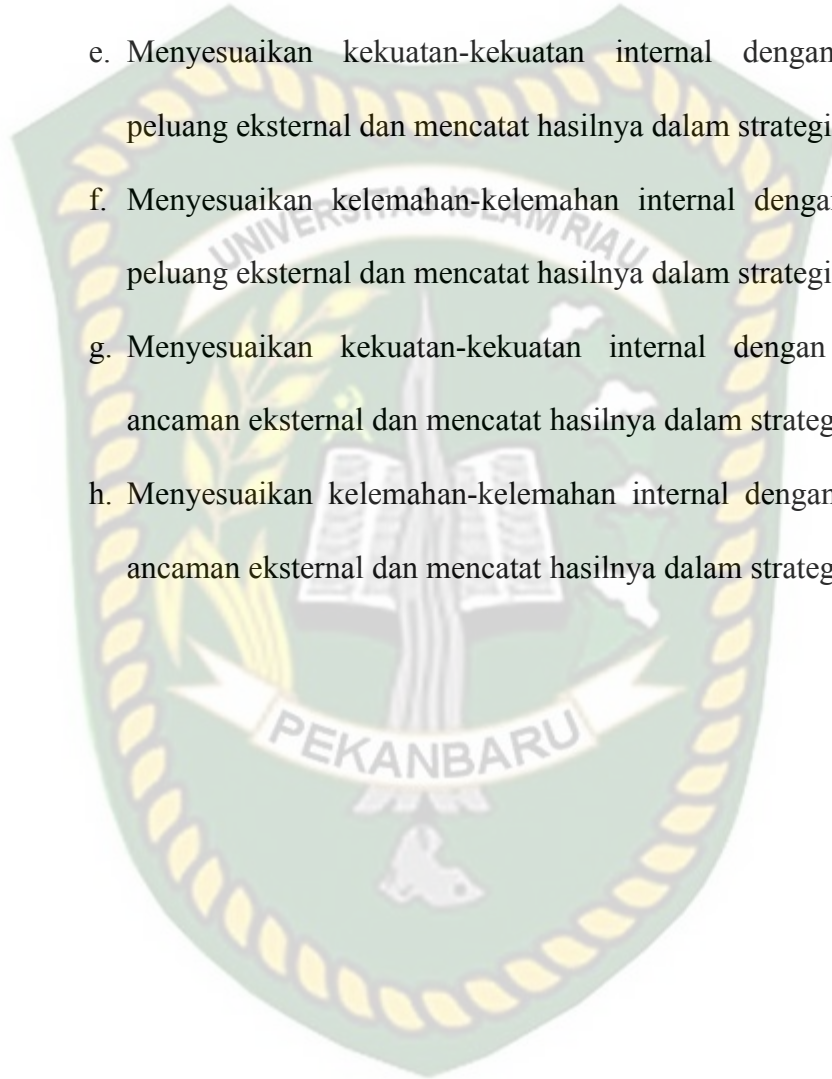 e. Menyesuaikan kekuatan-kekuatan internal dengan
peluang eksternal dan mencatat hasilnya dalam strategi
f. Menyesuaikan kelemahan-kelemahan internal dengan
peluang eksternal dan mencatat hasilnya dalam strategi
g. Menyesuaikan kekuatan-kekuatan internal dengan
ancaman eksternal dan mencatat hasilnya dalam strateg
h. Menyesuaikan kelemahan-kelemahan internal dengan
ancaman eksternal dan mencatat hasilnya dalam strateg
UNIVERSITAS ISLAM RIAU
PEKANBARU